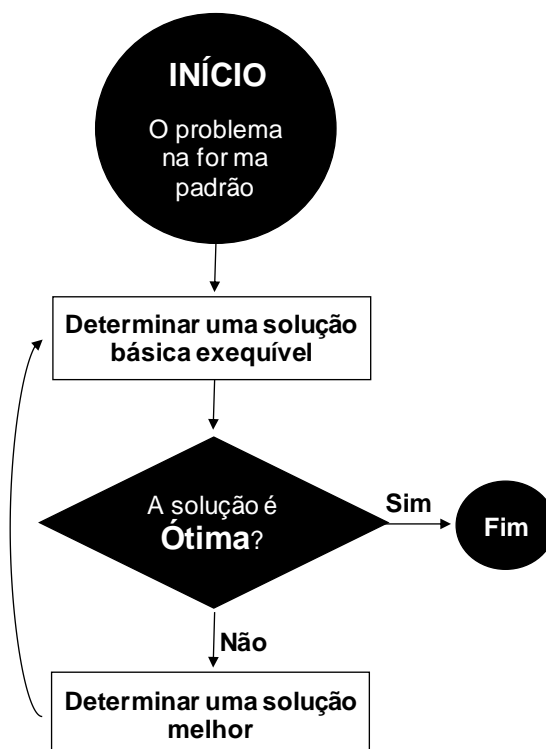 INÍCIO
O problema
na for ma
padrão
Determinar uma solução
básica exequível
A solução é
Ótima?
Sim
Fim
Não
Determinar uma solução
melhor